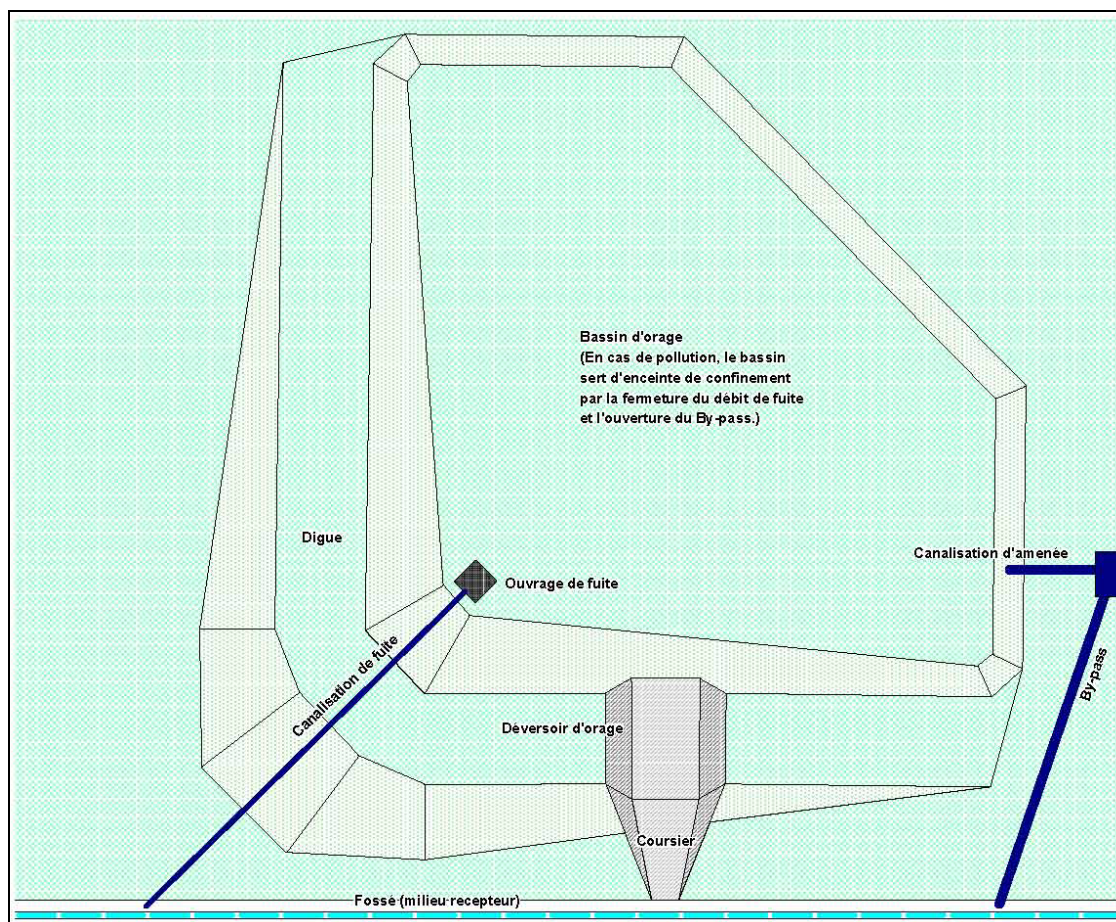 Bassin d'orage
(En cas de pollution, le bassin
sert d'enceinte de confinement
par la fermeture du débit de fuite
et l'ouverture du By-pass.)
Digue
Canalisation d'amenée
Ouvrage de fuite
Canalisation de fuite
By-pass
Déversoir d'orage
Coursier
Fossé (milieu recepteur)